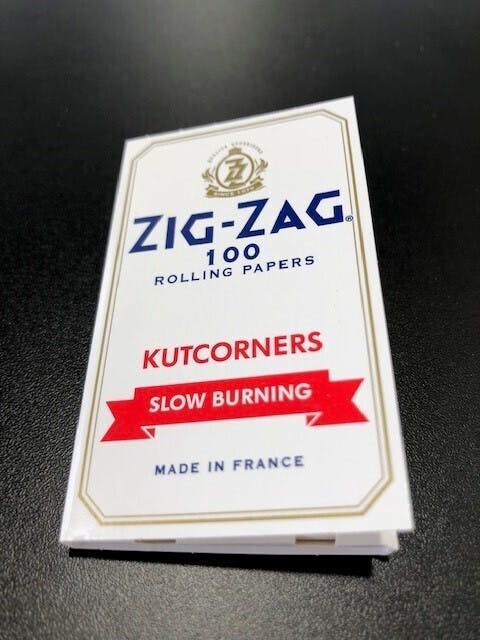 ZIG-ZAG®
100
ROLLING PAPERS
KUTCORNERS
SLOW BURNING
MADE IN FRANCE